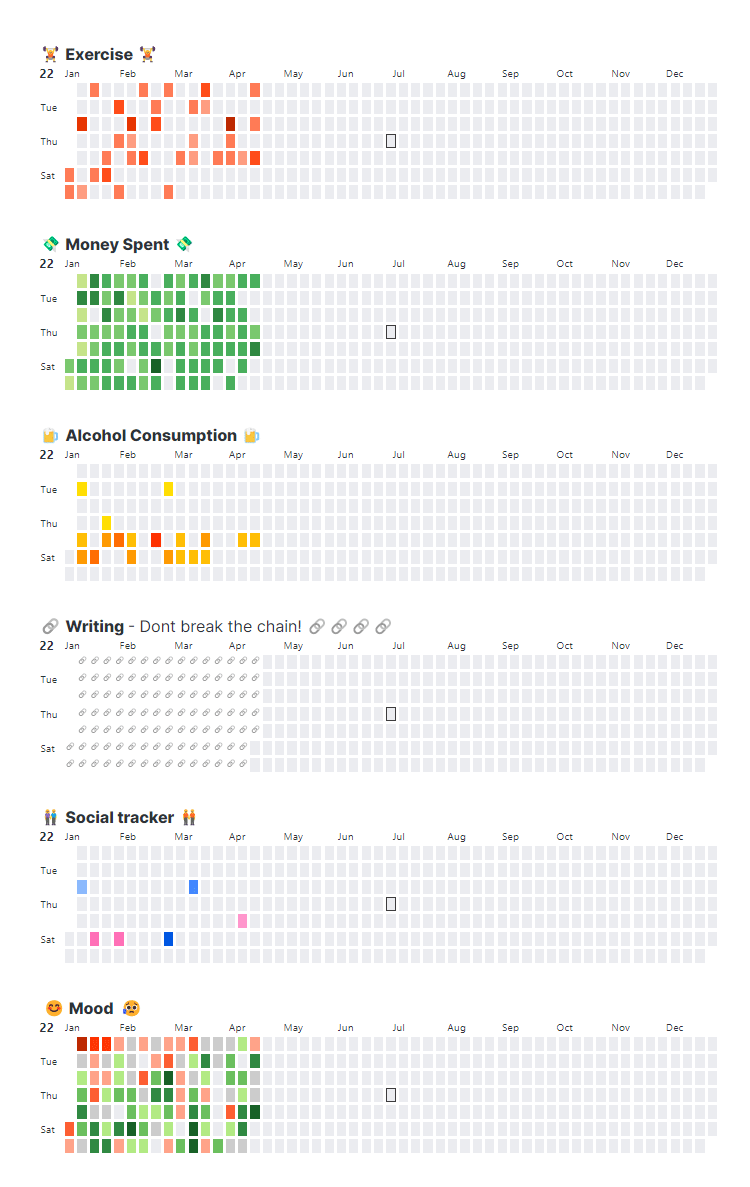 🏋 Exercise 🏋
22 Jan Feb Mar Apr May Jun Jul Aug Sep Oct Nov Dec
Tue
Thu
Sat
💸 Money Spent 💸
22 Jan Feb Mar Apr May Jun Jul Aug Sep Oct Nov Dec
Tue
Thu
Sat
🍺 Alcohol Consumption 🍺
22 Jan Feb Mar Apr May Jun Jul Aug Sep Oct Nov Dec
Tue
Thu
Sat
🔗 Writing - Dont break the chain! 🔗 🔗 🔗 🔗
22 Jan Feb Mar Apr May Jun Jul Aug Sep Oct Nov Dec
Tue
Thu
Sat
👬 Social tracker 👬
22 Jan Feb Mar Apr May Jun Jul Aug Sep Oct Nov Dec
Tue
Thu
Sat
😊 Mood 😥
22 Jan Feb Mar Apr May Jun Jul Aug Sep Oct Nov Dec
Tue
Thu
Sat